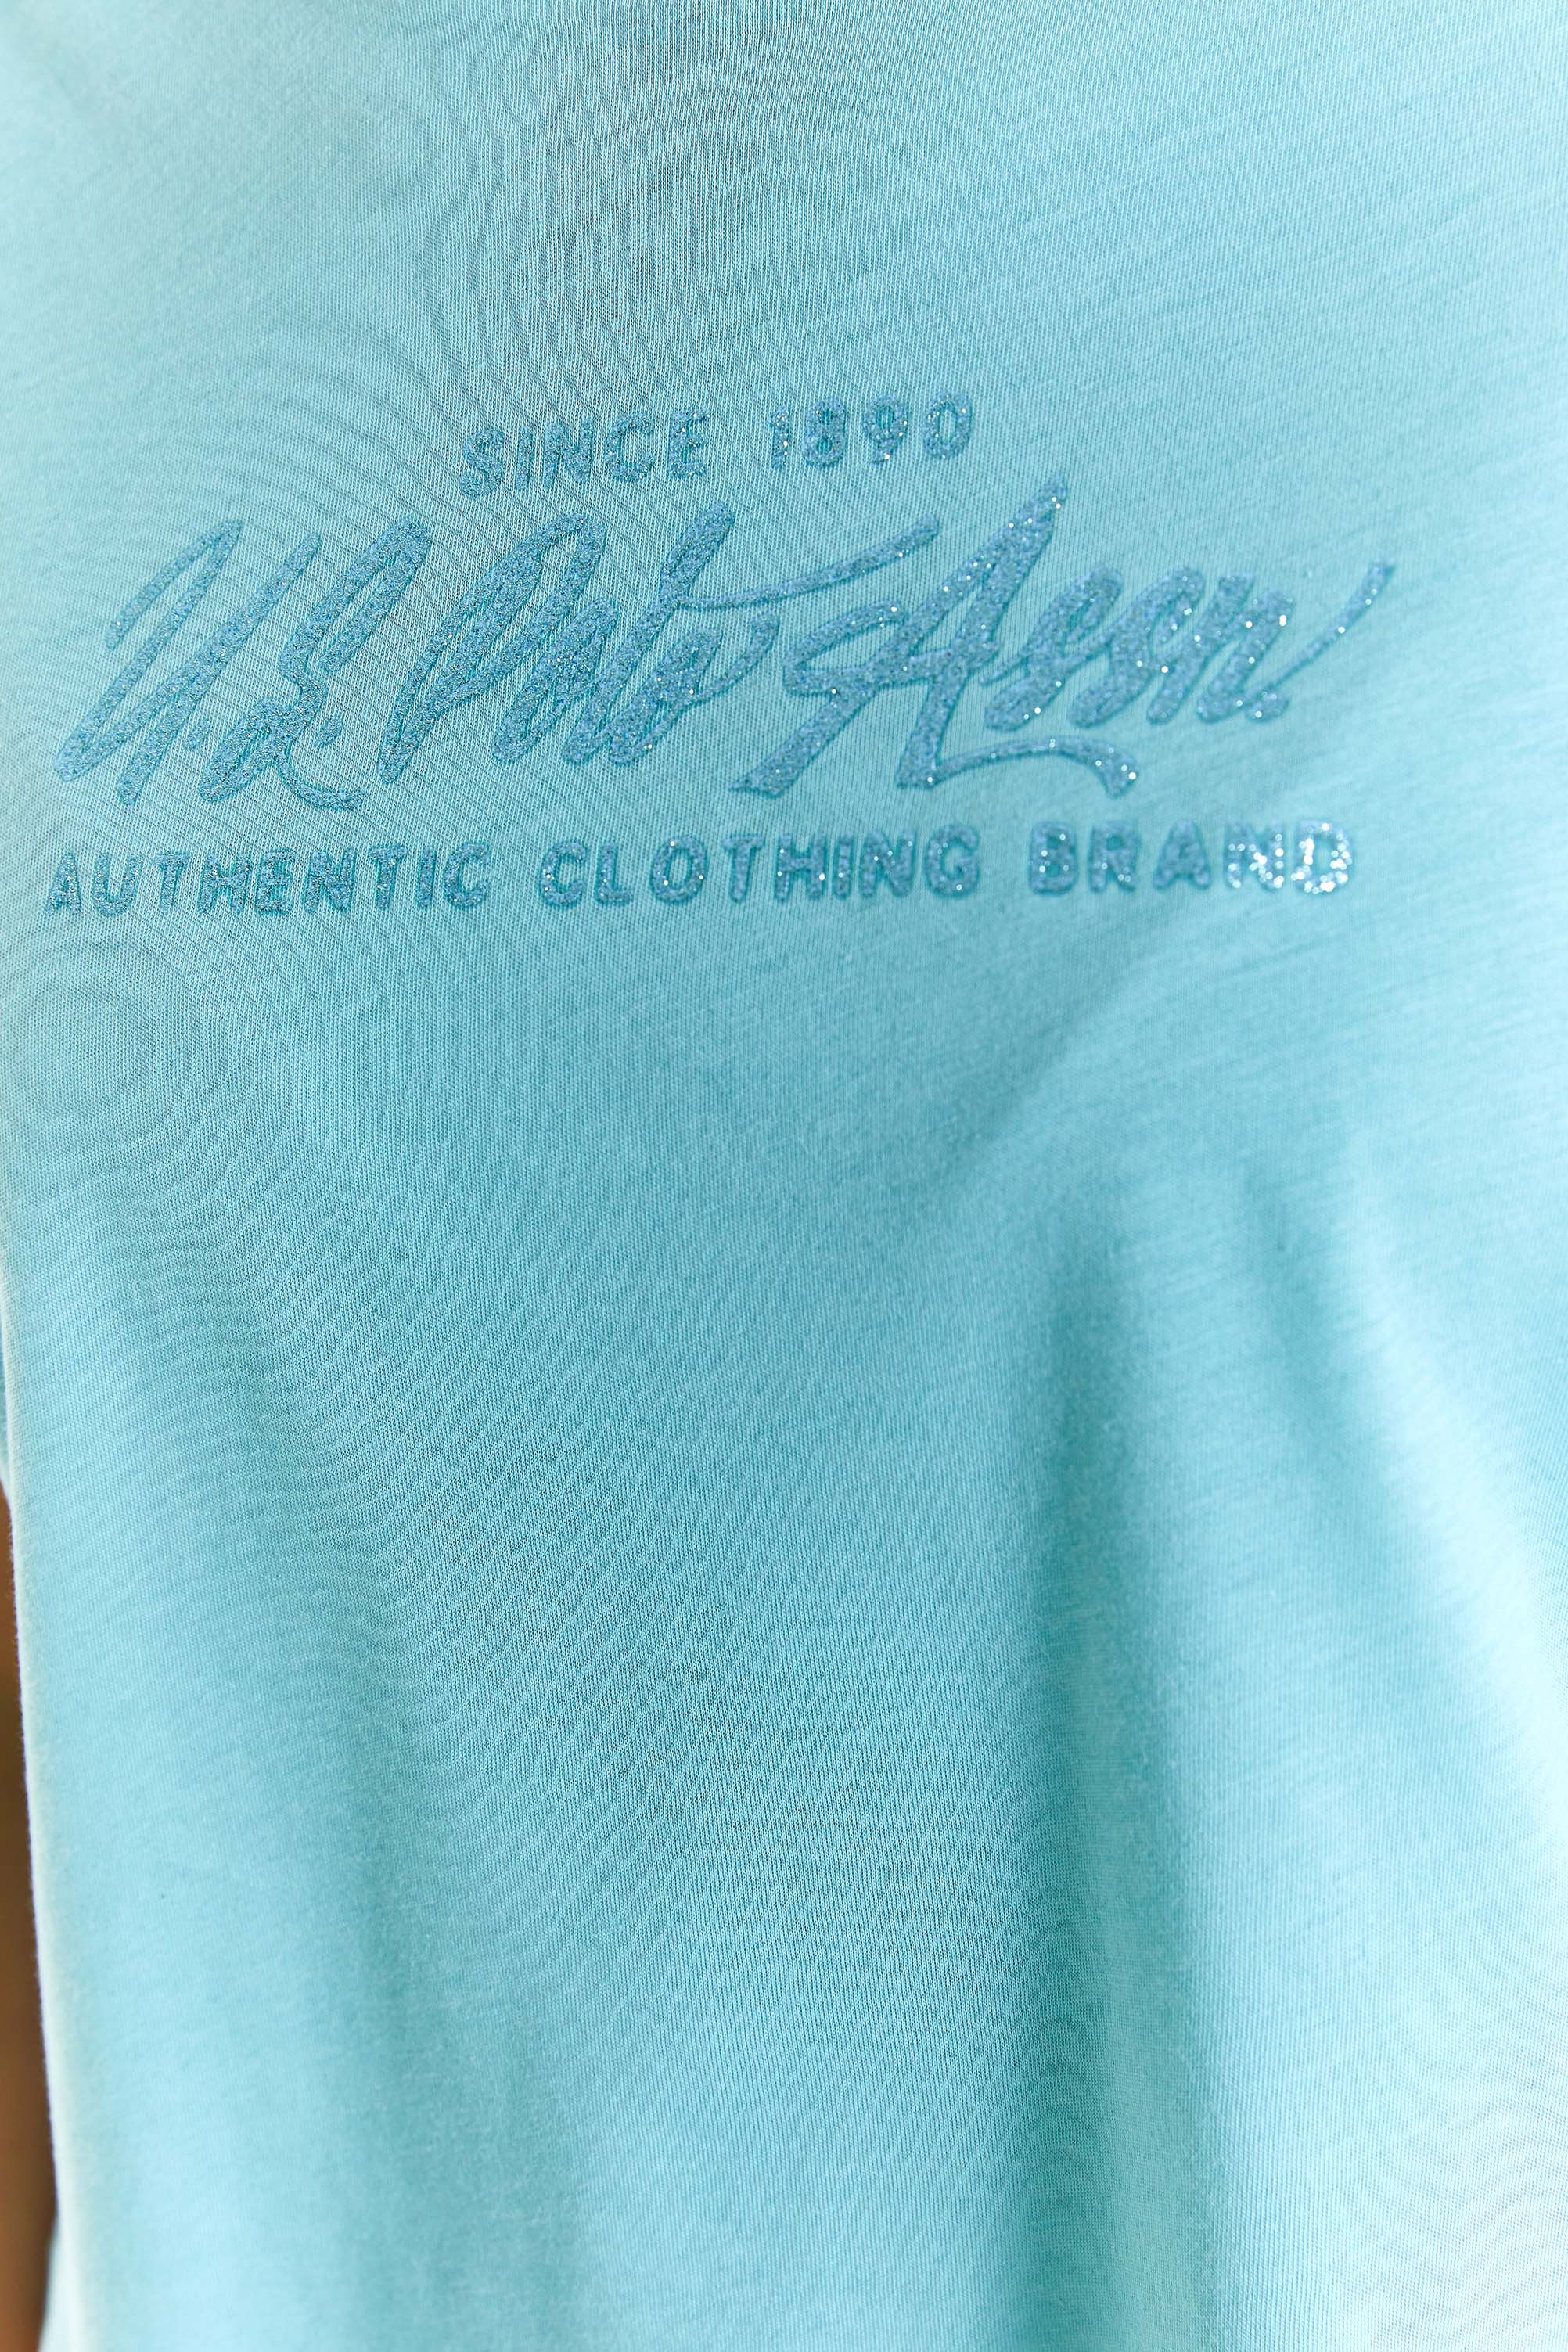 SINCE 1890
U.S. Polo Assn.
AUTHENTIC CLOTHING BRAND